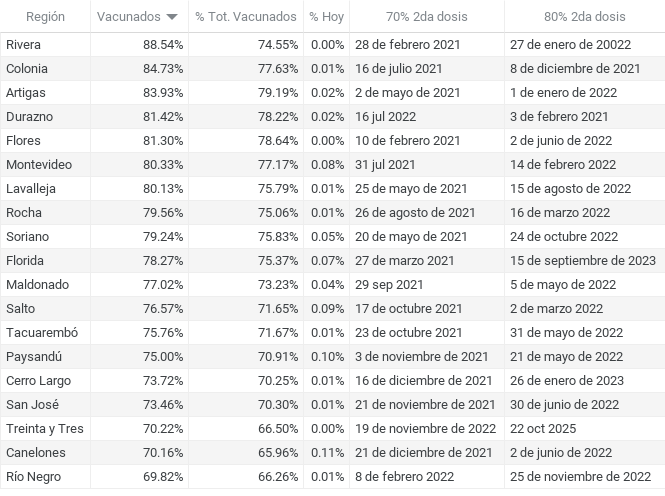 Región Vacunados % Tot. Vacunados % Hoy 70% 2da dosis 80% 2da dosis
Rivera 88.54% 74.55% 0.00% 28 de febrero 2021 27 de enero de 20022
Colonia 84.73% 77.63% 0.01% 16 de julio 2021 8 de diciembre de 2021
Artigas 83.93% 79.19% 0.02% 2 de mayo de 2021 1 de enero de 2022
Durazno 81.42% 78.22% 0.02% 16 jul 2022 3 de febrero 2021
Flores 81.30% 78.64% 0.00% 10 de febrero 2021 2 de junio de 2022
Montevideo 80.33% 77.17% 0.08% 31 jul 2021 14 de febrero 2022
Lavalleja 80.13% 75.79% 0.01% 25 de mayo de 2021 15 de agosto de 2022
Rocha 79.56% 75.06% 0.01% 26 de agosto de 2021 16 de marzo 2022
Soriano 79.24% 75.83% 0.05% 20 de mayo de 2021 24 de octubre 2022
Florida 78.27% 75.37% 0.07% 27 de marzo 2021 15 de septiembre de 2023
Maldonado 77.02% 73.23% 0.04% 29 sep 2021 5 de mayo de 2022
Salto 76.57% 71.65% 0.09% 17 de octubre 2021 2 de marzo 2022
Tacuarembó 75.76% 71.67% 0.01% 23 de octubre 2021 31 de mayo de 2022
Paysandú 75.00% 70.91% 0.10% 3 de noviembre de 2021 21 de mayo de 2022
Cerro Largo 73.72% 70.25% 0.01% 16 de diciembre de 2021 26 de enero de 2023
San José 73.46% 70.30% 0.01% 21 de noviembre de 2021 30 de junio de 2022
Treinta y Tres 70.22% 66.50% 0.00% 19 de noviembre de 2022 22 oct 2025
Canelones 70.16% 65.96% 0.11% 21 de diciembre de 2021 2 de junio de 2022
Río Negro 69.82% 66.26% 0.01% 8 de febrero 2022 25 de noviembre de 2022